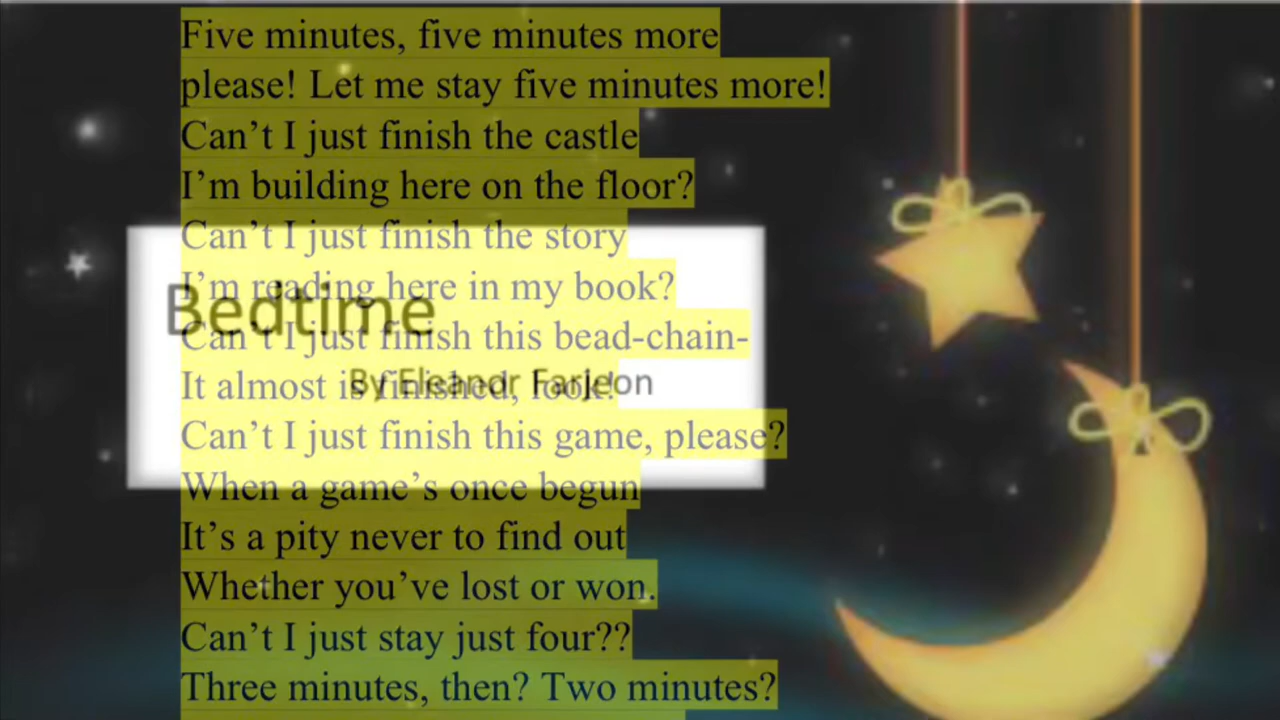 Five minutes, five minutes more
please! Let me stay five minutes more!
Can't I just finish the castle
I'm building here on the floor?
Can't I just finish the story
I'm reading here in my book?
Bedtime
Can't I just finish this bead-chain-
It almost is finished, look!
By Eleanor Farjeon
Can't I just finish this game, please?
When a game's once begun
It's a pity never to find out
Whether you've lost or won.
Can't I just stay just four??
Three minutes, then? Two minutes?